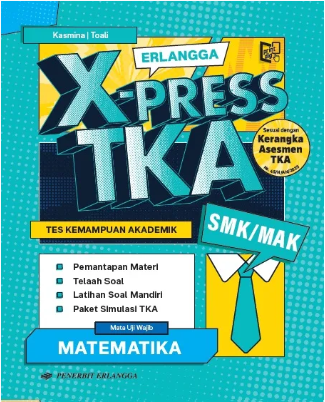 Kasmina | Toali
ERLANGGA
X-PRESS
TKA
Sesuai dengan
Kerangka
Asesmen
TKA
TES KEMAMPUAN AKADEMIK
SMK/MAK
Pemantapan Materi
Telaah Soal
Latihan Soal Mandiri
Paket Simulasi TKA
Mata Uji Wajib
MATEMATIKA
PENERBIT ERLANGGA